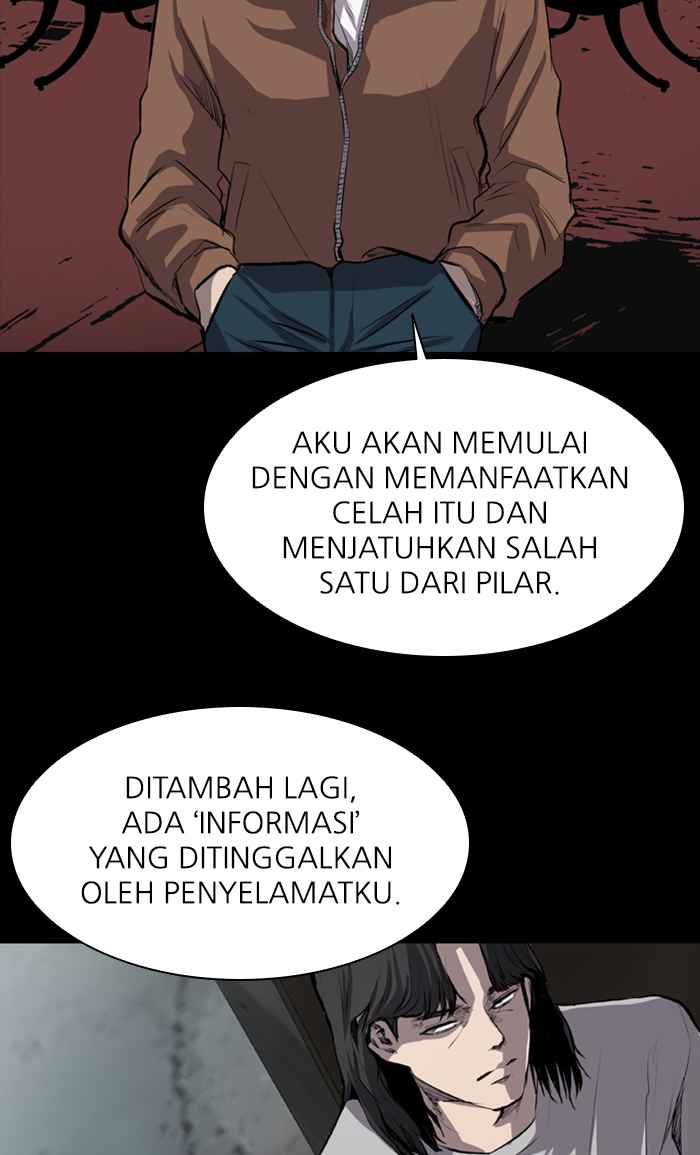 AKU AKAN MEMULAI
DENGAN MEMANFAATKAN
CELAH ITU DAN
MENJATUHKAN SALAH
SATU DARI PILAR.
DITAMBAH LAGI,
ADA ‘INFORMASI’
YANG DITINGGALKAN
OLEH PENYELAMATKU.